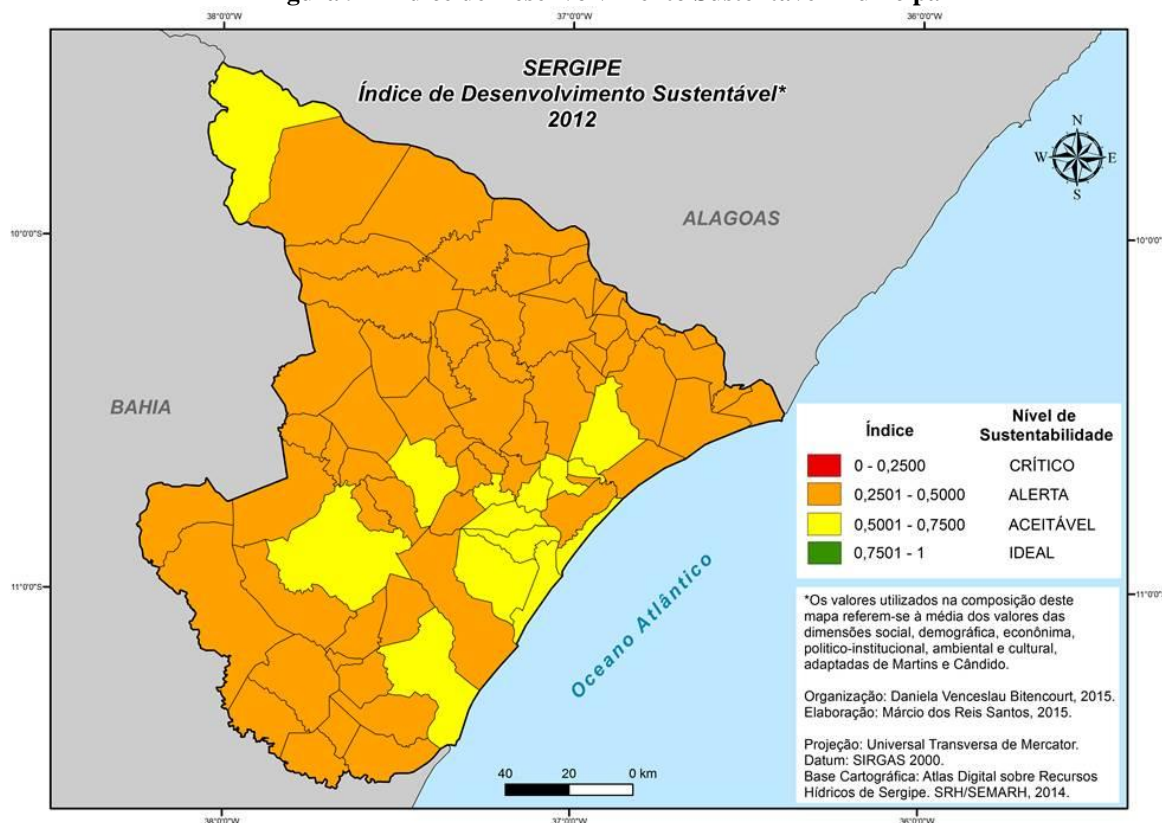 SERGIPE
Índice de Desenvolvimento Sustentável*
2012
38°0'0"W
37°0'0"W
36°0'0"W
N
W
E
S
ALAGOAS
10°0'0"S
BAHIA
Índice
Nível de
Sustentabilidade
0 - 0,2500 CRÍTICO
0,2501 - 0,5000 ALERTA
0,5001 - 0,7500 ACEITÁVEL
0,7501 - 1 IDEAL
11°0'0"S
Oceano Atlântico
*Os valores utilizados na composição deste
mapa referem-se à média dos valores das
dimensões social, demográfica, econônima,
politico-institucional, ambiental e cultural,
adaptadas de Martins e Cândido.
Organização: Daniela Venceslau Bitencourt, 2015.
Elaboração: Márcio dos Reis Santos, 2015.
Projeção: Universal Transversa de Mercator.
Datum: SIRGAS 2000.
Base Cartográfica: Atlas Digital sobre Recursos
Hídricos de Sergipe. SRH/SEMARH, 2014.
40 20 0 km